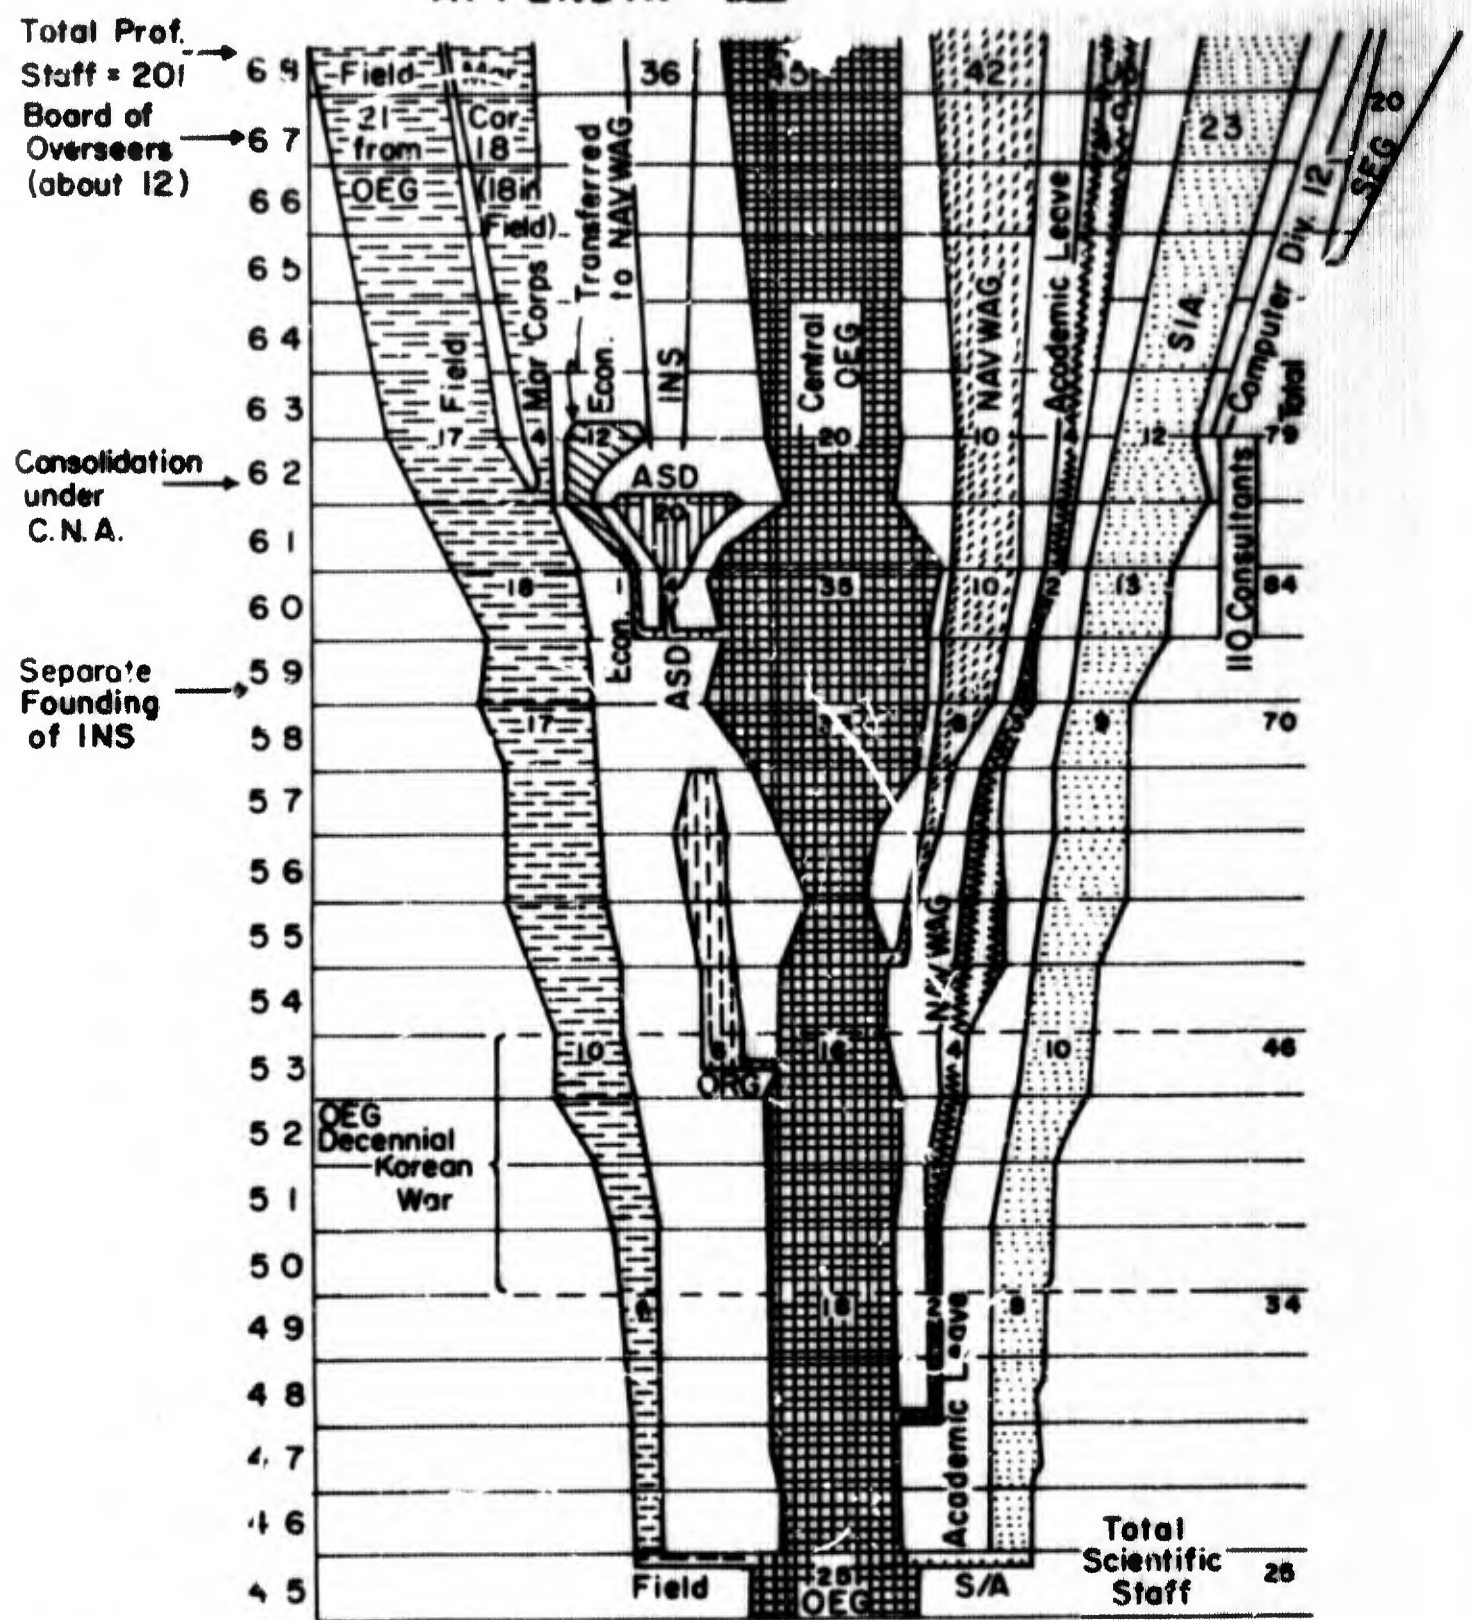 Total Prof.
Staff = 201
Board of
Overseers
(about 12)
Consolidation
under
C.N.A.
Separate
Founding
of INS
67
66
65
64
63
62
61
60
59
58
57
56
55
54
53
52
51
50
49
48
47
46
45
Field
21
from
OEG
Mar
Cor
18
(18 in
Field)
Transferred
to NAVWAG
36
42
23
20
SEG
Computer Div. 12
Academic Leave
S/A
NAVWAG
Central
OEG
INS
Econ.
Mar Corps
Field
17
4
12
20
10
12
79
Total
ASD
20
110 Consultants
18
1
35
10
2
13
84
Econ.
ASD
17
9
70
NAVWAG
10
16
4
10
46
ORG
OEG
Decennial
Korean
War
2
8
34
Academic Leave
Total
Scientific
Staff
25
Field
25
OEG
S/A